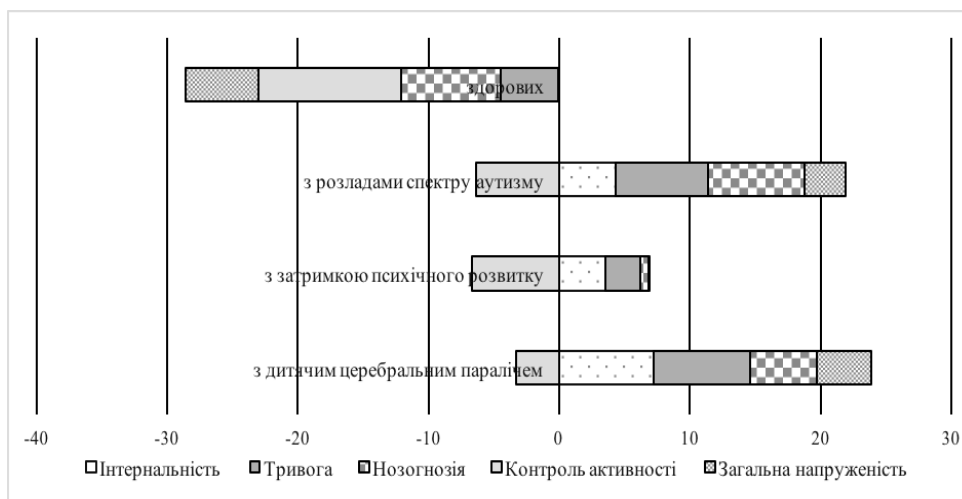 здорових
з розладами спектру аутизму
з затримкою психічного розвитку
з дитячим церебральним паралічем
-40 -30 -20 -10 0 10 20 30
Інтернальність Тривога Нозогнозія Контроль активності Загальна напруженість